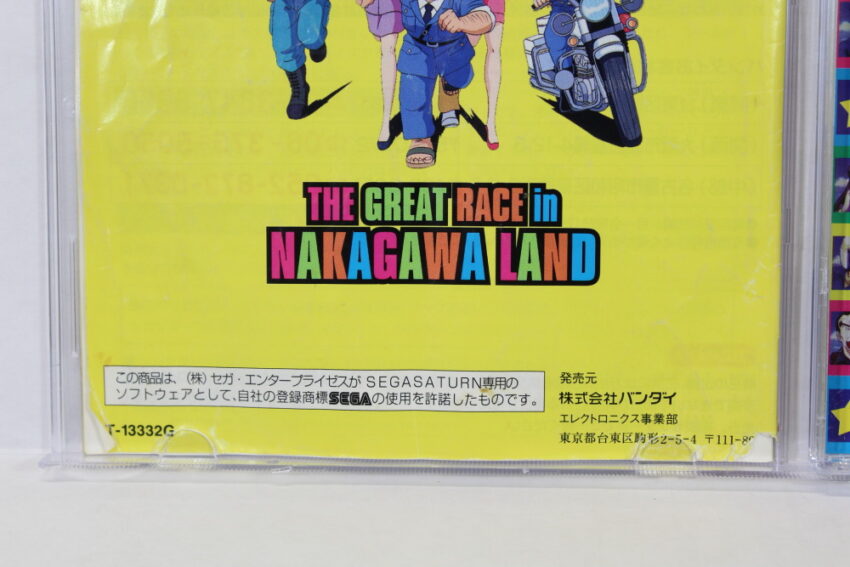 THE GREAT RACE in
NAKAGAWA LAND
この商品は、(株)セガ・エンタープライゼスがSEGASATURN専用の
ソフトウェアとして、自社の登録商標SEGAの使用を許諾したものです。
T-13332G
発売元
株式会社バンダイ
エレクトロニクス事業部
東京都台東区駒形2-5-4 〒111-8